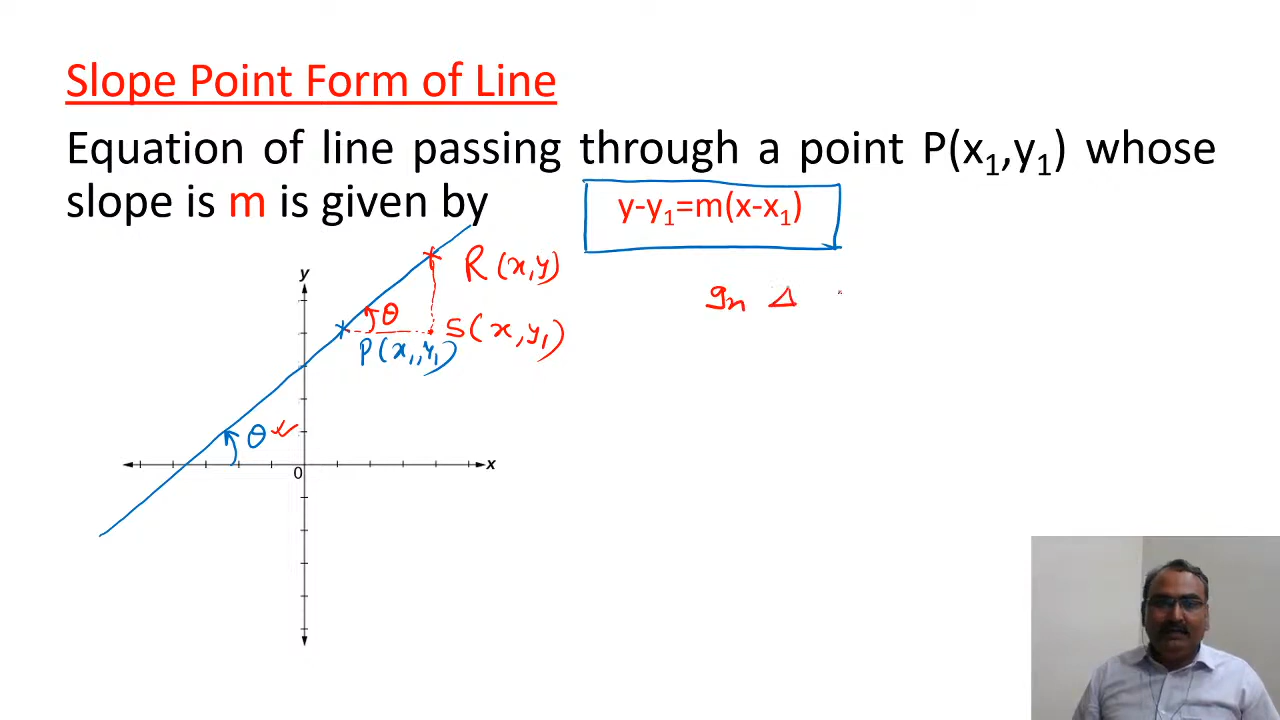 Slope Point Form of Line
Equation of line passing through a point P(x₁,y₁) whose
slope is m is given by
y-y₁=m(x-x₁)
R (x,y)
y
In Δ
θ
S(x,y₁)
P(x₁,y₁)
θ
x
0